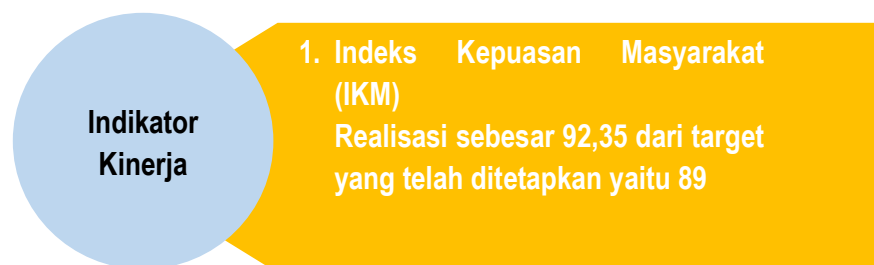 Indikator
Kinerja
1. Indeks Kepuasan Masyarakat
(IKM)
Realisasi sebesar 92,35 dari target
yang telah ditetapkan yaitu 89